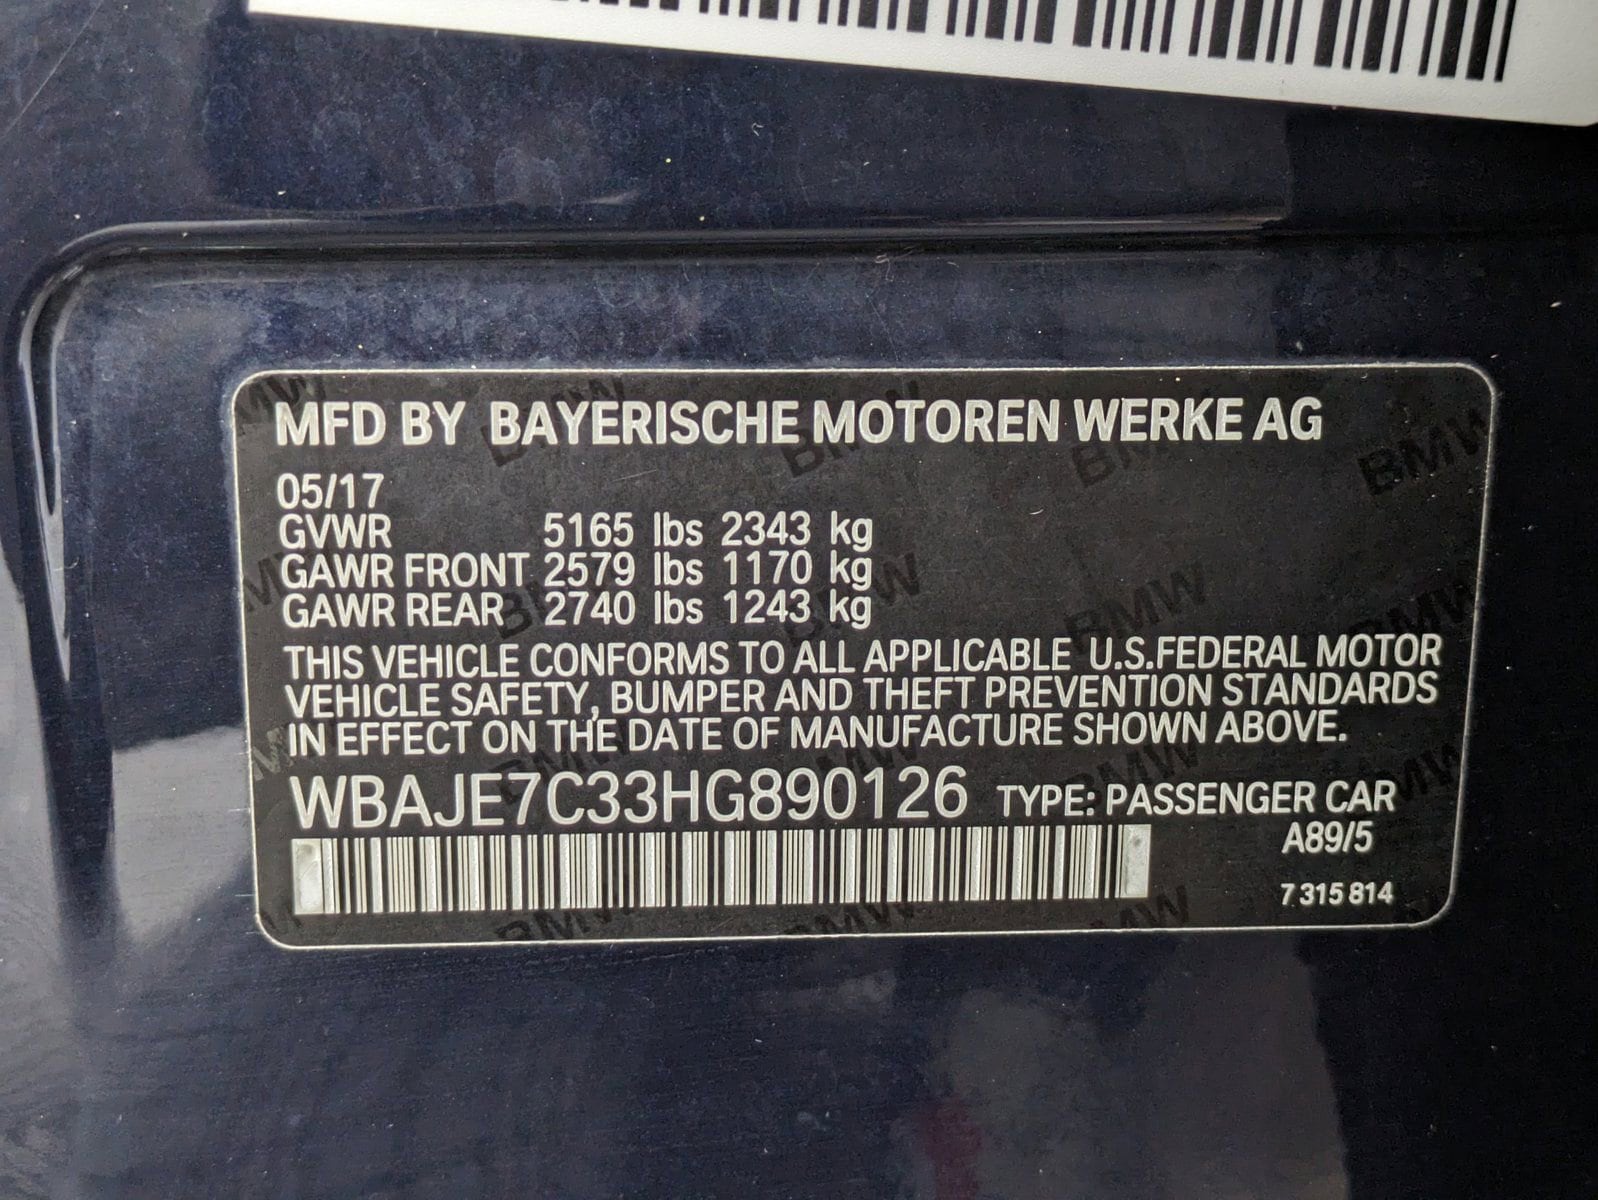 MFD BY BAYERISCHE MOTOREN WERKE AG
05/17
GVWR 5165 lbs 2343 kg
GAWR FRONT 2579 lbs 1170 kg
GAWR REAR 2740 lbs 1243 kg
THIS VEHICLE CONFORMS TO ALL APPLICABLE U.S.FEDERAL MOTOR
VEHICLE SAFETY, BUMPER AND THEFT PREVENTION STANDARDS
IN EFFECT ON THE DATE OF MANUFACTURE SHOWN ABOVE.
WBAJE7C33HG890126 TYPE: PASSENGER CAR
A89/5
7 315 814